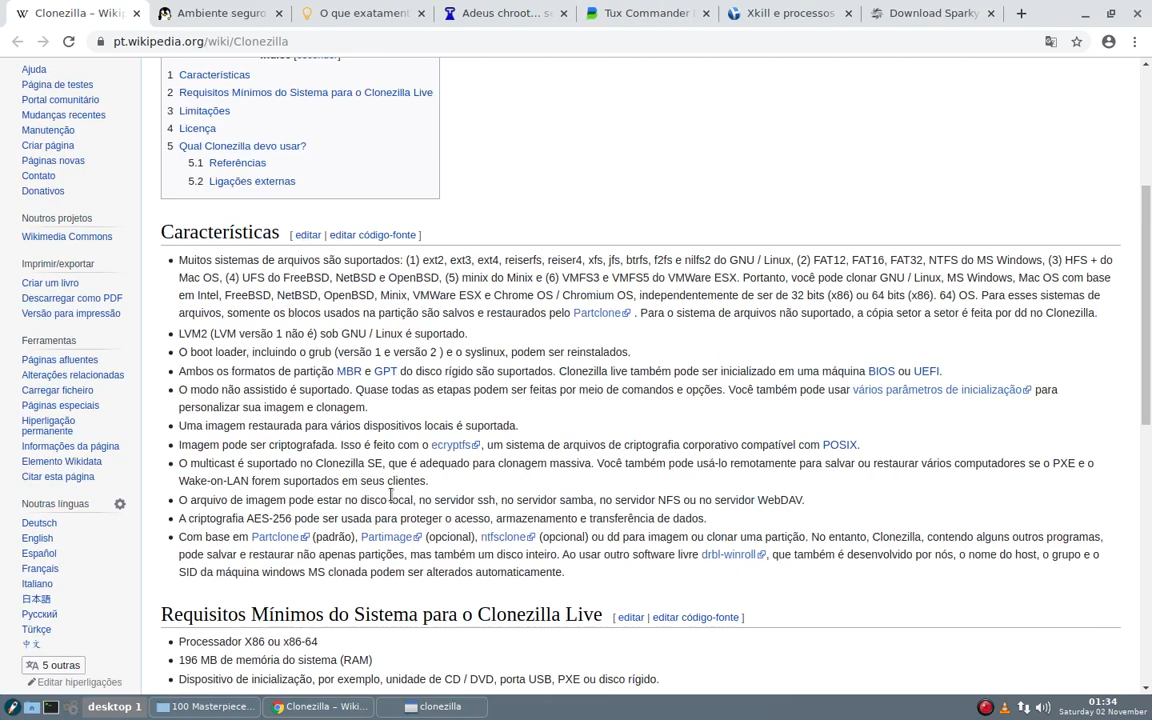 Clonezilla – Wikip
Ambiente seguro
O que exatament
Adeus chroot... s
Tux Commander
Xkill e processos
Download Sparky
pt.wikipedia.org/wiki/Clonezilla
Ajuda
Página de testes
Portal comunitário
Mudanças recentes
Manutenção
Criar página
Páginas novas
Contato
Donativos
Noutros projetos
Wikimedia Commons
Imprimir/exportar
Criar um livro
Descarregar como PDF
Versão para impressão
Ferramentas
Páginas afluentes
Alterações relacionadas
Carregar ficheiro
Páginas especiais
Hiperligação
permanente
Informações da página
Elemento Wikidata
Citar esta página
Noutras línguas
Deutsch
English
Español
Français
Italiano
日本語
Русский
Türkçe
中文
5 outras
Editar hiperligações
1 Características
2 Requisitos Mínimos do Sistema para o Clonezilla Live
3 Limitações
4 Licença
5 Qual Clonezilla devo usar?
5.1 Referências
5.2 Ligações externas
Características [ editar | editar código-fonte ]
• Muitos sistemas de arquivos são suportados: (1) ext2, ext3, ext4, reiserfs, reiser4, xfs, jfs, btrfs, f2fs e nilfs2 do GNU / Linux, (2) FAT12, FAT16, FAT32, NTFS do MS Windows, (3) HFS + do
Mac OS, (4) UFS do FreeBSD, NetBSD e OpenBSD, (5) minix do Minix e (6) VMFS3 e VMFS5 do VMWare ESX. Portanto, você pode clonar GNU / Linux, MS Windows, Mac OS com base
em Intel, FreeBSD, NetBSD, OpenBSD, Minix, VMWare ESX e Chrome OS / Chromium OS, independentemente de ser de 32 bits (x86) ou 64 bits (x86). 64) OS. Para esses sistemas de
arquivos, somente os blocos usados na partição são salvos e restaurados pelo Partclone . Para o sistema de arquivos não suportado, a cópia setor a setor é feita por dd no Clonezilla.
• LVM2 (LVM versão 1 não é) sob GNU / Linux é suportado.
• O boot loader, incluindo o grub (versão 1 e versão 2 ) e o syslinux, podem ser reinstalados.
• Ambos os formatos de partição MBR e GPT do disco rígido são suportados. Clonezilla live também pode ser inicializado em uma máquina BIOS ou UEFI.
• O modo não assistido é suportado. Quase todas as etapas podem ser feitas por meio de comandos e opções. Você também pode usar vários parâmetros de inicialização para
personalizar sua imagem e clonagem.
• Uma imagem restaurada para vários dispositivos locais é suportada.
• Imagem pode ser criptografada. Isso é feito com o ecryptfs , um sistema de arquivos de criptografia corporativo compatível com POSIX.
• O multicast é suportado no Clonezilla SE, que é adequado para clonagem massiva. Você também pode usá-lo remotamente para salvar ou restaurar vários computadores se o PXE e o
Wake-on-LAN forem suportados em seus clientes.
• O arquivo de imagem pode estar no disco local, no servidor ssh, no servidor samba, no servidor NFS ou no servidor WebDAV.
• A criptografia AES-256 pode ser usada para proteger o acesso, armazenamento e transferência de dados.
• Com base em Partclone (padrão), Partimage (opcional), ntfsclone (opcional) ou dd para imagem ou clonar uma partição. No entanto, Clonezilla, contendo alguns outros programas,
pode salvar e restaurar não apenas partições, mas também um disco inteiro. Ao usar outro software livre drbl-winroll , que também é desenvolvido por nós, o nome do host, o grupo e o
SID da máquina windows MS clonada podem ser alterados automaticamente.
Requisitos Mínimos do Sistema para o Clonezilla Live [ editar | editar código-fonte ]
• Processador X86 ou x86-64
• 196 MB de memória do sistema (RAM)
• Dispositivo de inicialização, por exemplo, unidade de CD / DVD, porta USB, PXE ou disco rígido.
desktop 1
100 Masterpiece...
Clonezilla – Wiki...
clonezilla
01:34
Saturday 02 November